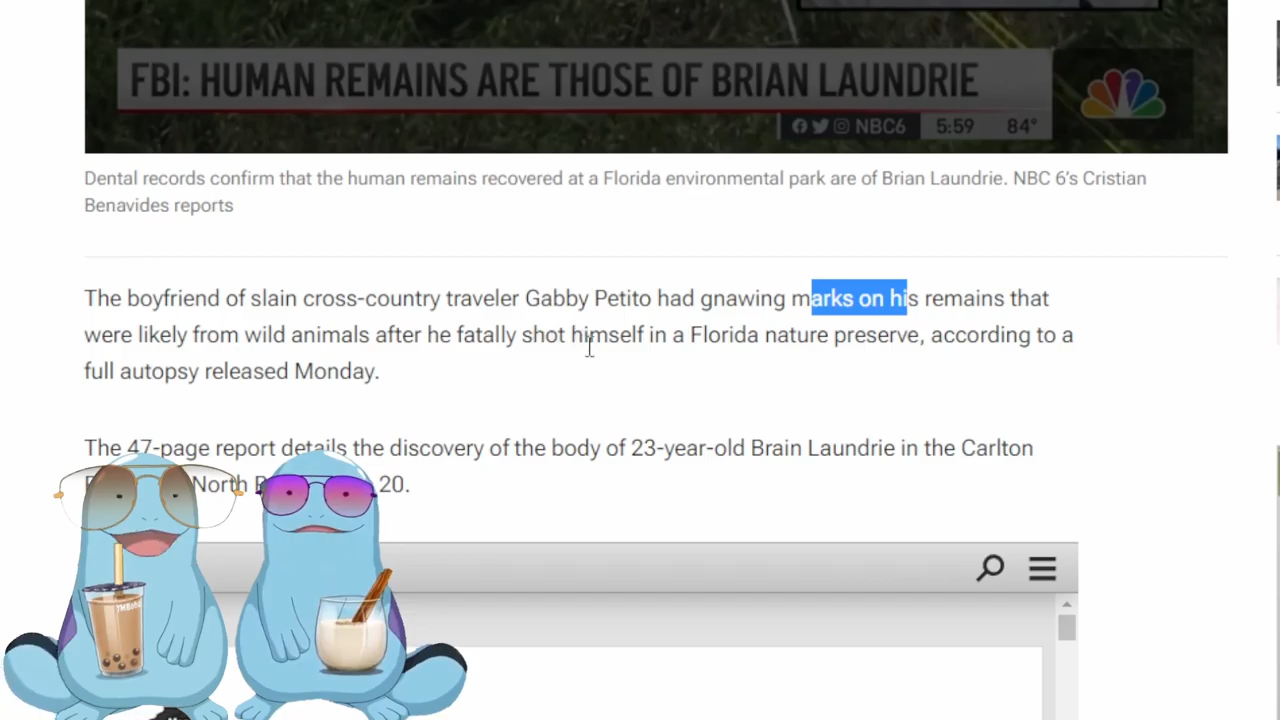 FBI: HUMAN REMAINS ARE THOSE OF BRIAN LAUNDRIE
NBC6 5:59 84°
Dental records confirm that the human remains recovered at a Florida environmental park are of Brian Laundrie. NBC 6's Cristian
Benavides reports
The boyfriend of slain cross-country traveler Gabby Petito had gnawing marks on his remains that
were likely from wild animals after he fatally shot himself in a Florida nature preserve, according to a
full autopsy released Monday.
The 47-page report details the discovery of the body of 23-year-old Brain Laundrie in the Carlton
North 20.